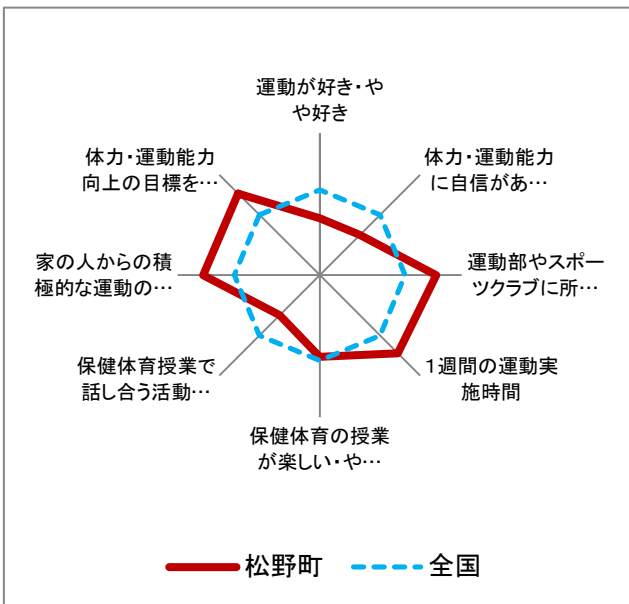 運動が好き・や
や好き
体力・運動能力
に自信があ…
運動部やスポー
ツクラブに所…
1週間の運動実
施時間
保健体育の授業
が楽しい・や…
保健体育授業で
話し合う活動…
家の人からの積
極的な運動の…
体力・運動能力
向上の目標を…
松野町
全国